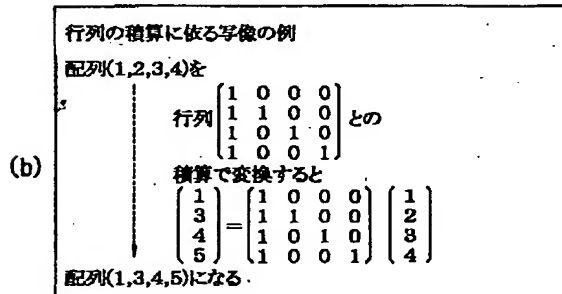 (b)
行列の積算に依る写像の例
配列(1,2,3,4)を
1 0 0 0
行列 1 1 0 0 との
1 0 1 0
1 0 0 1
積算で変換すると
1 1 0 0 0 1
3 = 1 1 0 0 2
4 1 0 1 0 3
5 1 0 0 1 4
配列(1,3,4,5)になる